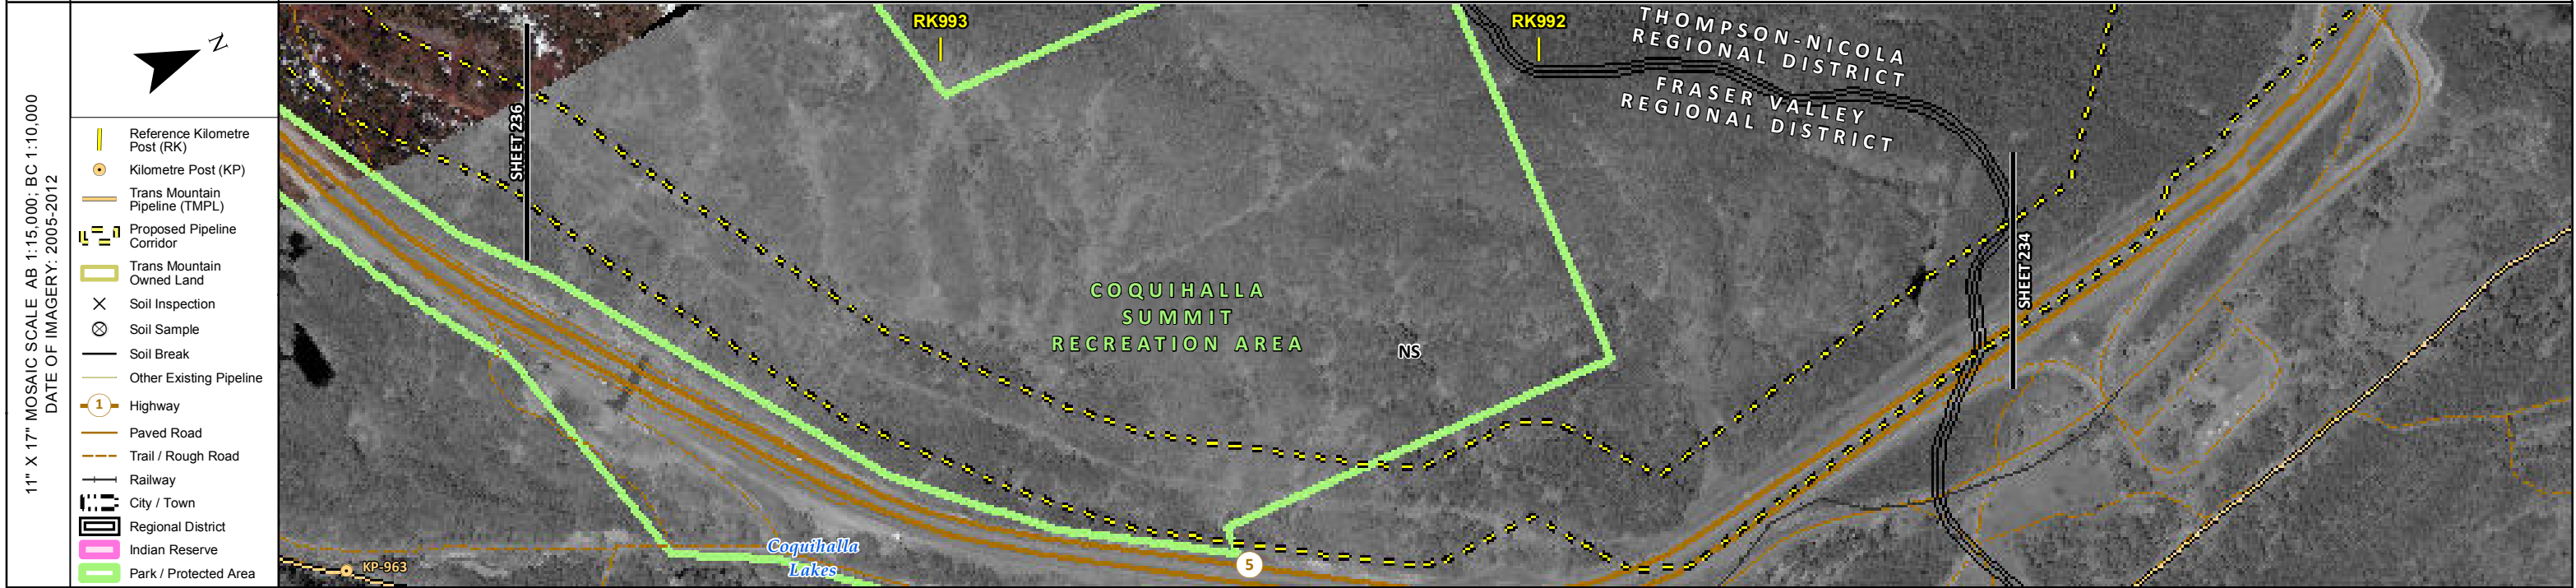 11" X 17" MOSAIC SCALE AB 1:15,000; BC 1:10,000
DATE OF IMAGERY: 2005-2012
N
Reference Kilometre
Post (RK)
Kilometre Post (KP)
Trans Mountain
Pipeline (TMPL)
Proposed Pipeline
Corridor
Trans Mountain
Owned Land
Soil Inspection
Soil Sample
Soil Break
Other Existing Pipeline
1 Highway
Paved Road
Trail / Rough Road
Railway
City / Town
Regional District
Indian Reserve
Park / Protected Area
RK993
RK992
THOMPSON-NICOLA
REGIONAL DISTRICT
FRASER VALLEY
REGIONAL DISTRICT
SHEET 236
SHEET 234
COQUIHALLA
SUMMIT
RECREATION AREA
NS
Coquihalla
Lakes
5
KP-963